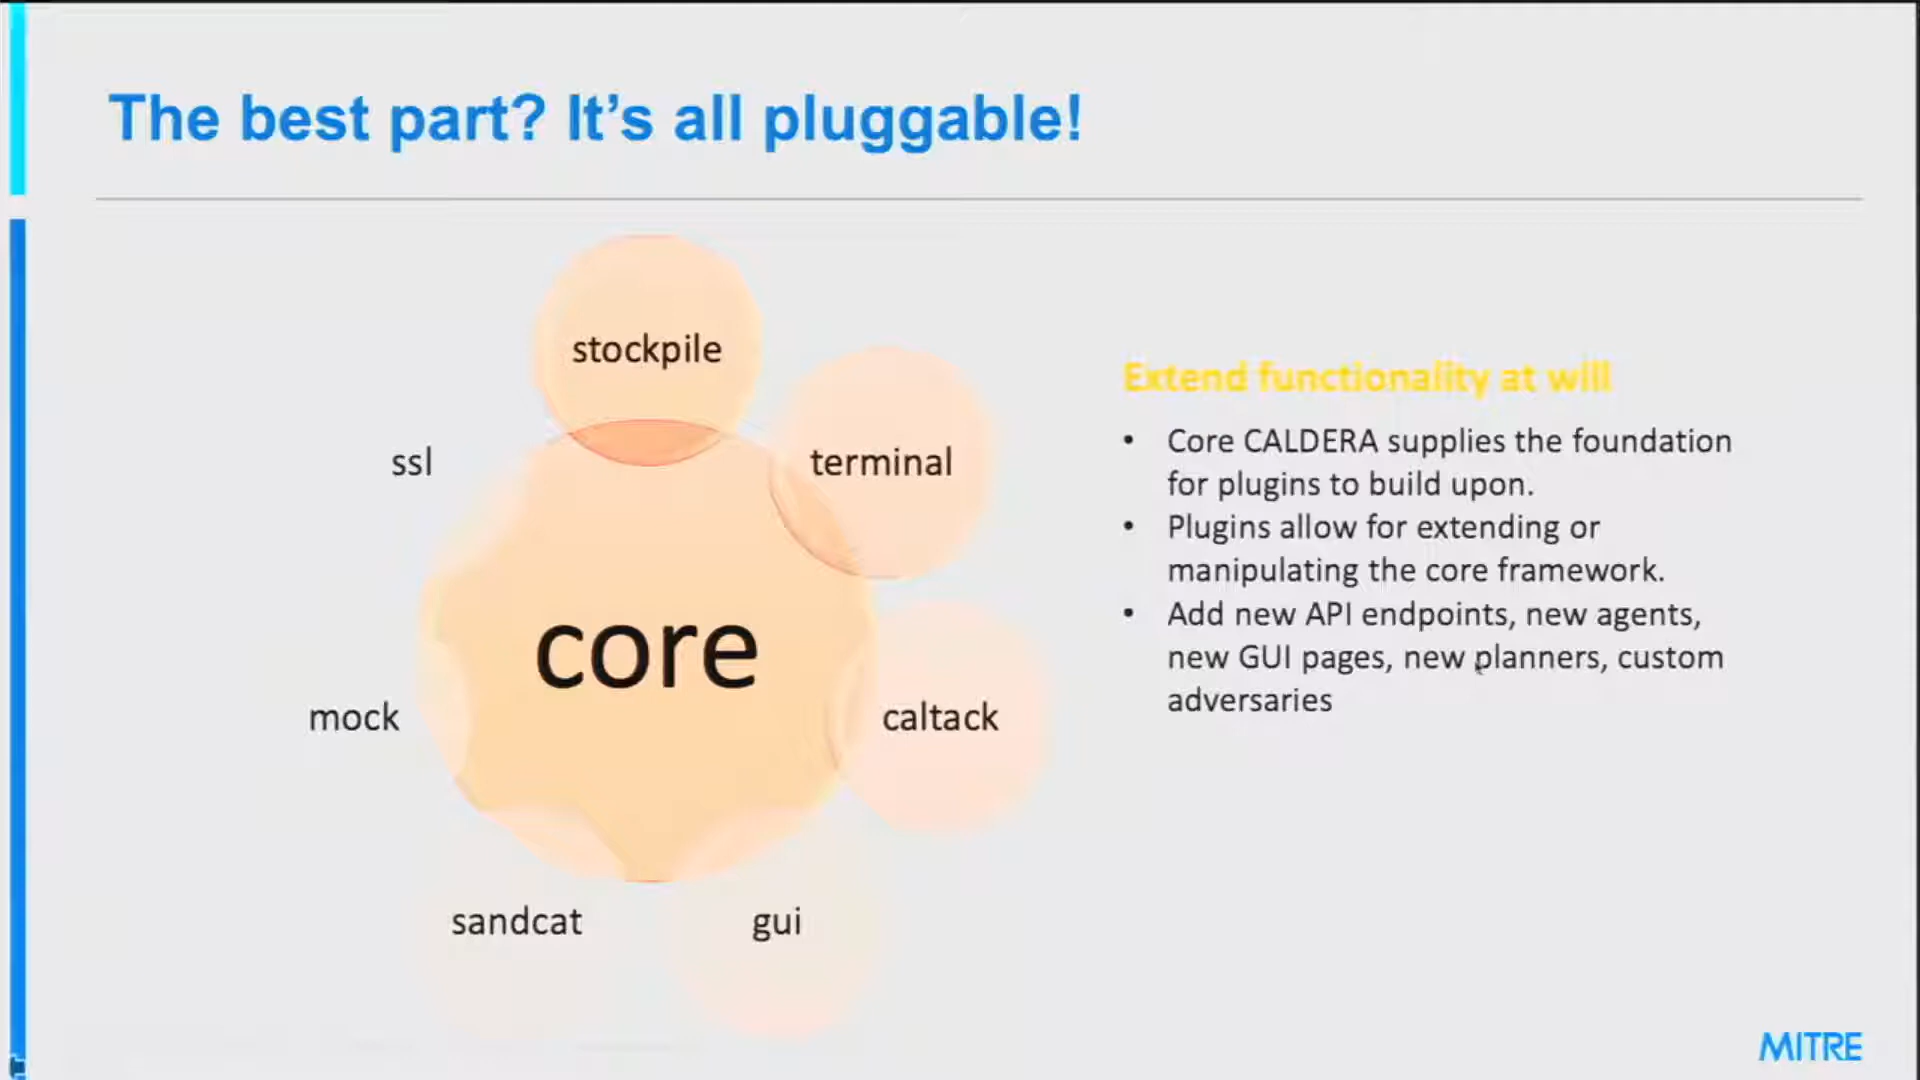 The best part? It's all pluggable!
stockpile
ssl
terminal
core
mock
caltack
sandcat
gui
Extend functionality at will
• Core CALDERA supplies the foundation
for plugins to build upon.
• Plugins allow for extending or
manipulating the core framework.
• Add new API endpoints, new agents,
new GUI pages, new planners, custom
adversaries
MITRE